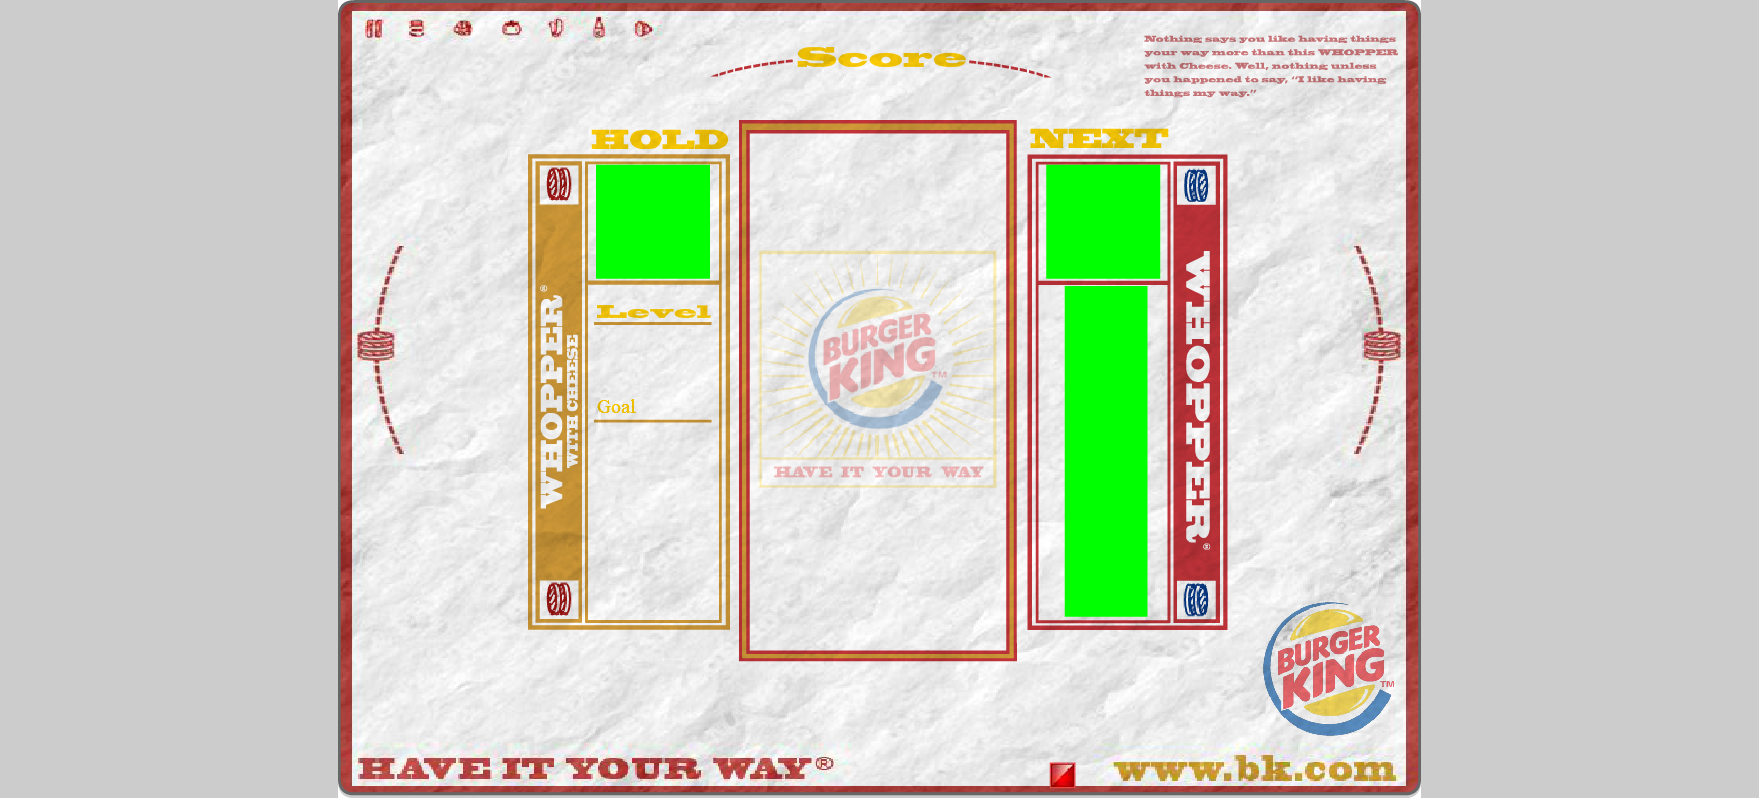 Score
Nothing says you like having things
your way more than this WHOPPER
with Cheese. Well, nothing unless
you happened to say, "I like having
things my way."
HOLD
NEXT
WHOPPER®
WITH CHEESE
Level
Goal
BURGER
KING™
HAVE IT YOUR WAY
WHOPPER®
BURGER
KING™
HAVE IT YOUR WAY®
www.bk.com